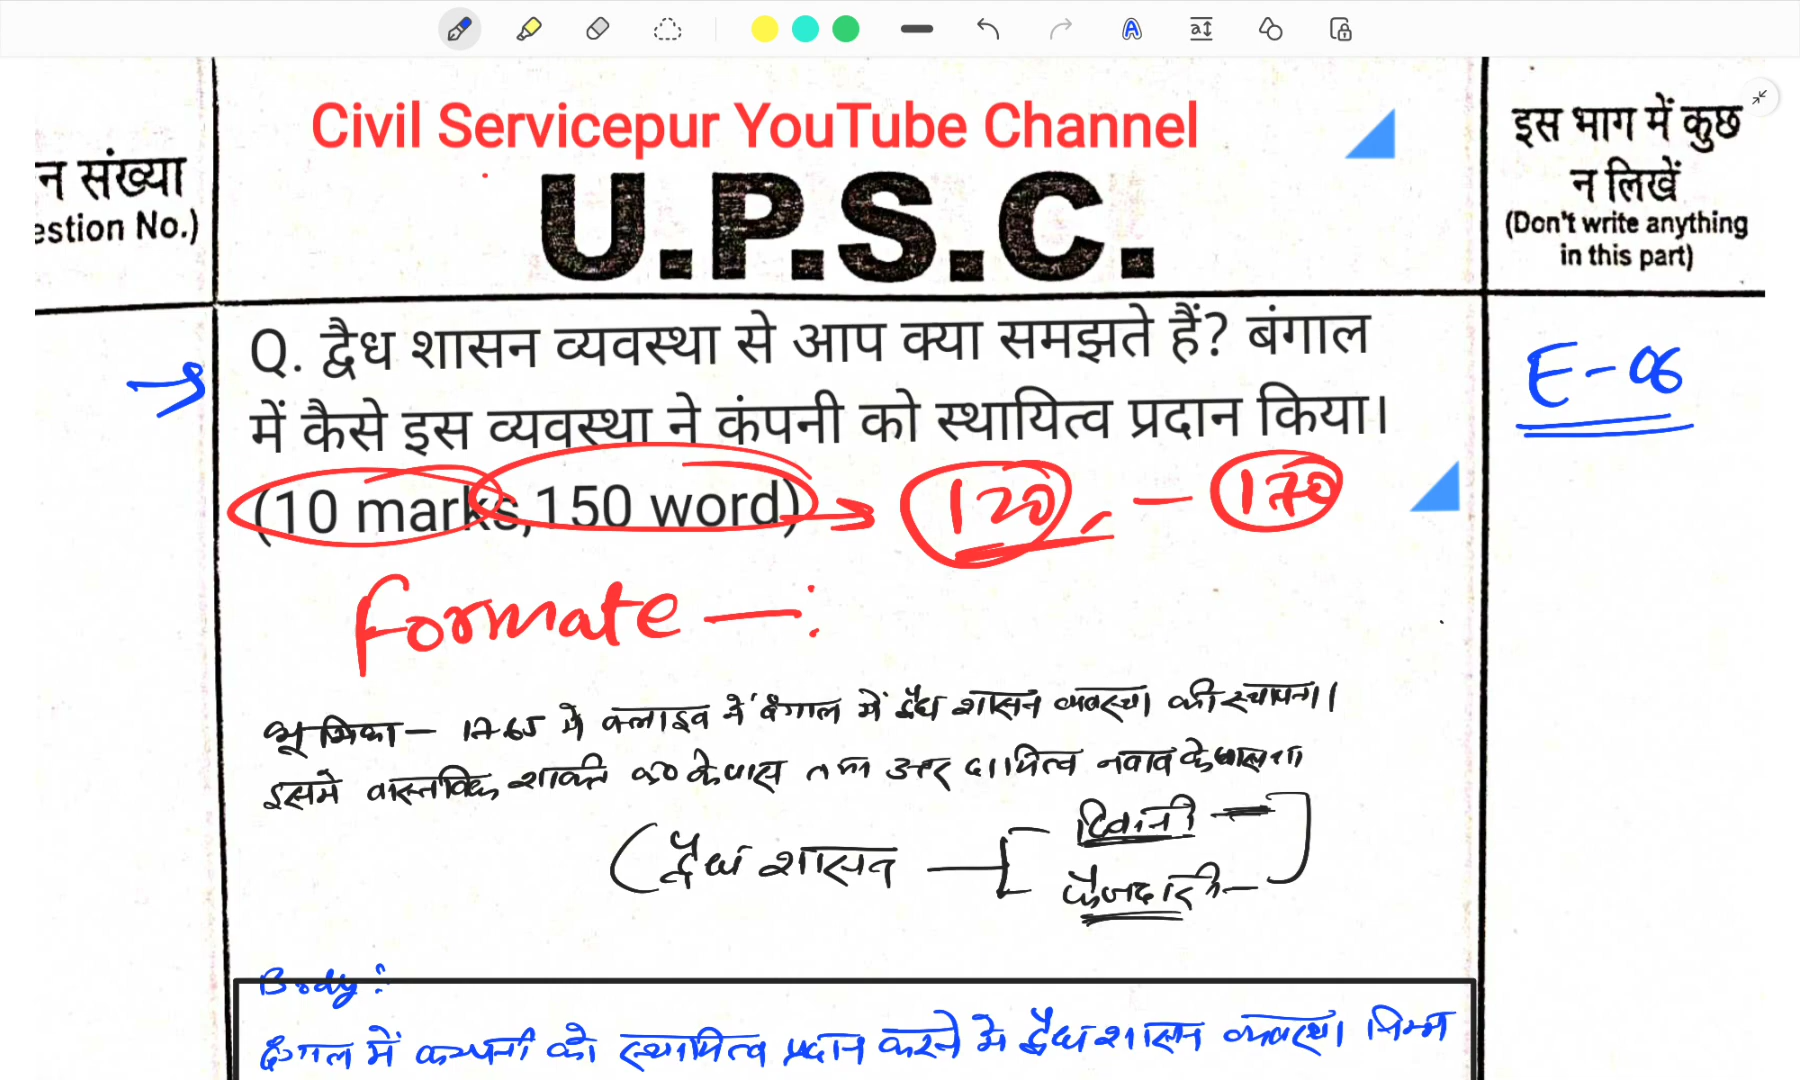 Civil Servicepur YouTube Channel
इस भाग में कुछ
न लिखें
(Don't write anything
in this part)
न संख्या
estion No.)
U.P.S.C.
Q. द्वैध शासन व्यवस्था से आप क्या समझते हैं? बंगाल
में कैसे इस व्यवस्था ने कंपनी को स्थायित्व प्रदान किया।
(10 marks,150 word) → 120 - 170
E-06
Formate -:
भूमिका - 1765 में क्लाइव ने बंगाल में द्वैध शासन व्यवस्था की स्थापना।
इसमें वास्तविक शक्ति क० के पास तथा उत्तरदायित्व नवाब के पास था
(द्वैध शासन - [ दिवानी -
फौजदारी - ]
Body:
बंगाल में कम्पनी को स्थायित्व प्रदान करने में द्वैध शासन व्यवस्था निम्न